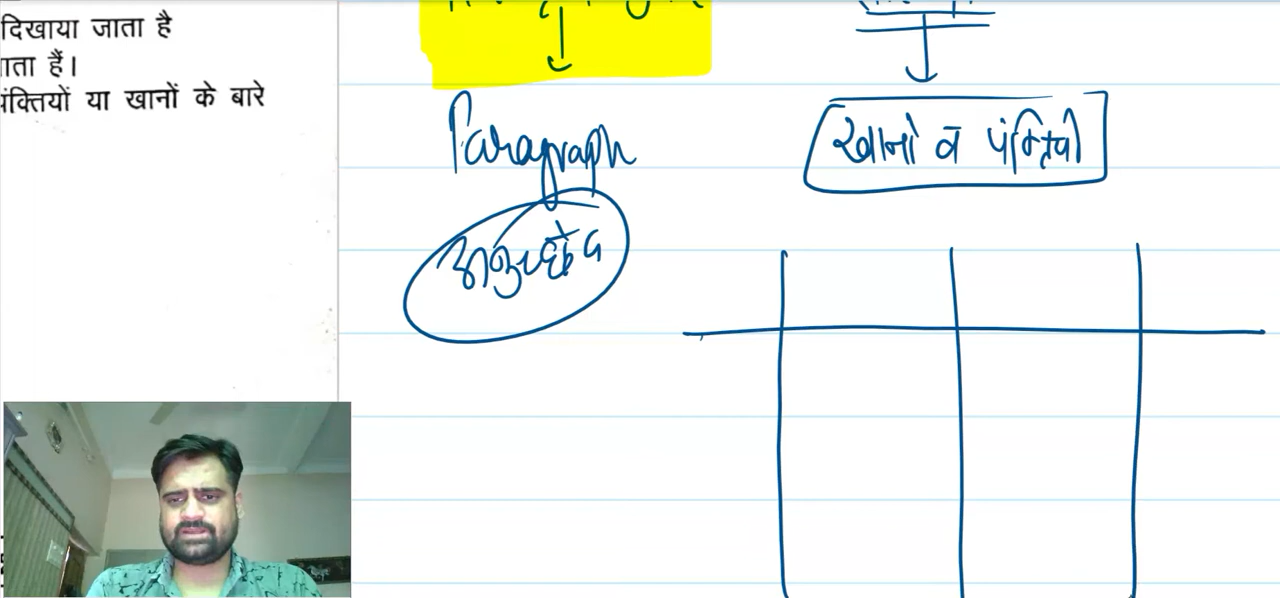 दिखाया जाता है
ाता हैं।
पंक्तियों या खानों के बारे
Paragraph
अनुच्छेद
खानो व पंक्तियो